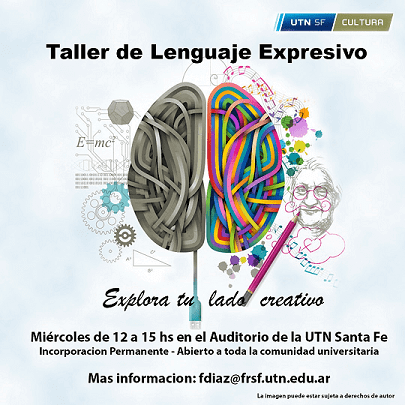 UTN SF CULTURA
Taller de Lenguaje Expresivo
E=mc²
Explora tu lado creativo
Miércoles de 12 a 15 hs en el Auditorio de la UTN Santa Fe
Incorporacion Permanente - Abierto a toda la comunidad universitaria
Mas informacion: fdiaz@frsf.utn.edu.ar
La imagen puede estar sujeta a derechos de autor